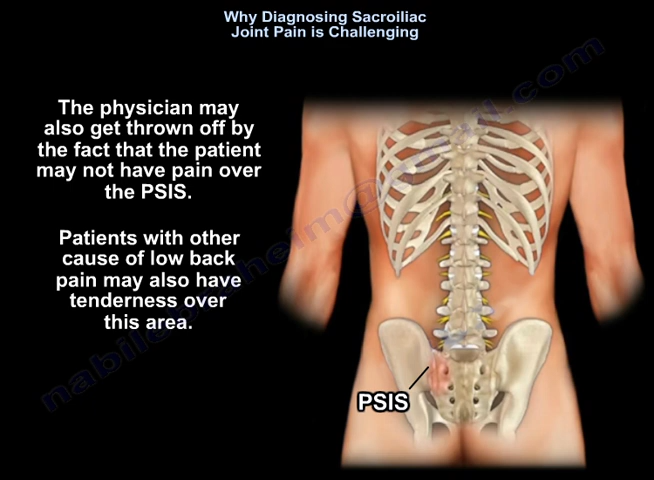 Why Diagnosing Sacroiliac
Joint Pain is Challenging
The physician may
also get thrown off by
the fact that the patient
may not have pain over
the PSIS.
Patients with other
cause of low back
pain may also have
tenderness over
this area.
PSIS